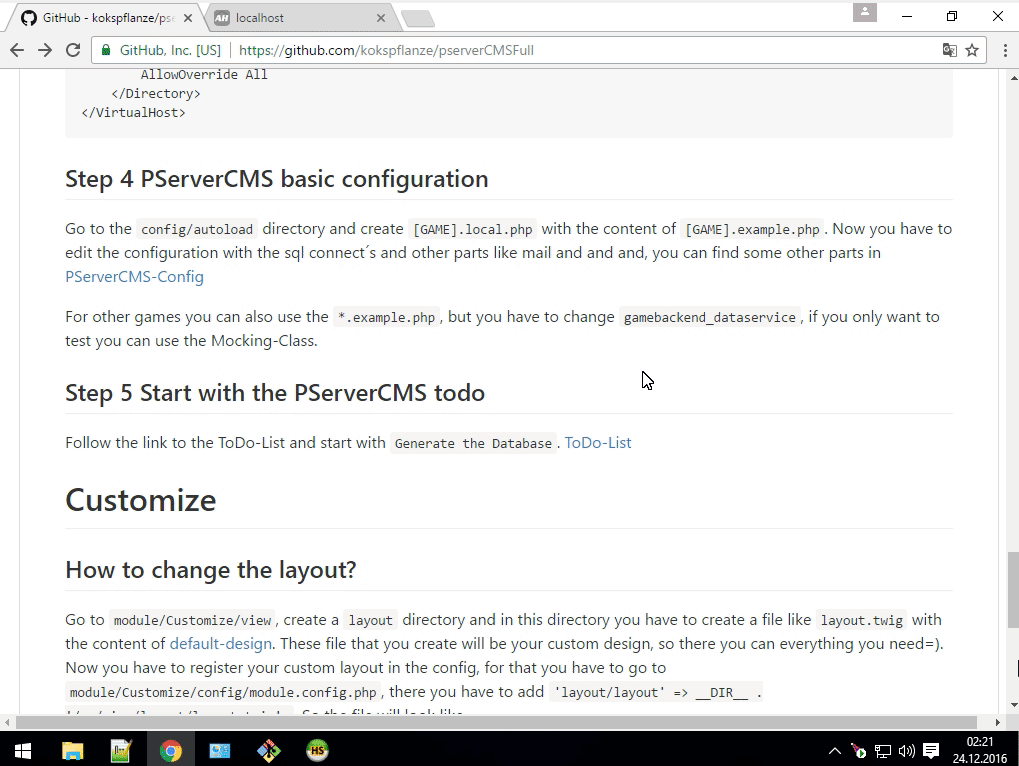 GitHub - kokspflanze/pse
localhost
GitHub, Inc. [US] https://github.com/kokspflanze/pserverCMSFull
AllowOverride All
</Directory>
</VirtualHost>
Step 4 PServerCMS basic configuration
Go to the config/autoload directory and create [GAME].local.php with the content of [GAME].example.php . Now you have to
edit the configuration with the sql connect´s and other parts like mail and and and, you can find some other parts in
PServerCMS-Config
For other games you can also use the *.example.php , but you have to change gamebackend_dataservice , if you only want to
test you can use the Mocking-Class.
Step 5 Start with the PServerCMS todo
Follow the link to the ToDo-List and start with Generate the Database . ToDo-List
Customize
How to change the layout?
Go to module/Customize/view , create a layout directory and in this directory you have to create a file like layout.twig with
the content of default-design. These file that you create will be your custom design, so there you can everything you need=).
Now you have to register your custom layout in the config, for that you have to go to
module/Customize/config/module.config.php , there you have to add 'layout/layout' => __DIR__ .
HS
02:21
24.12.2016